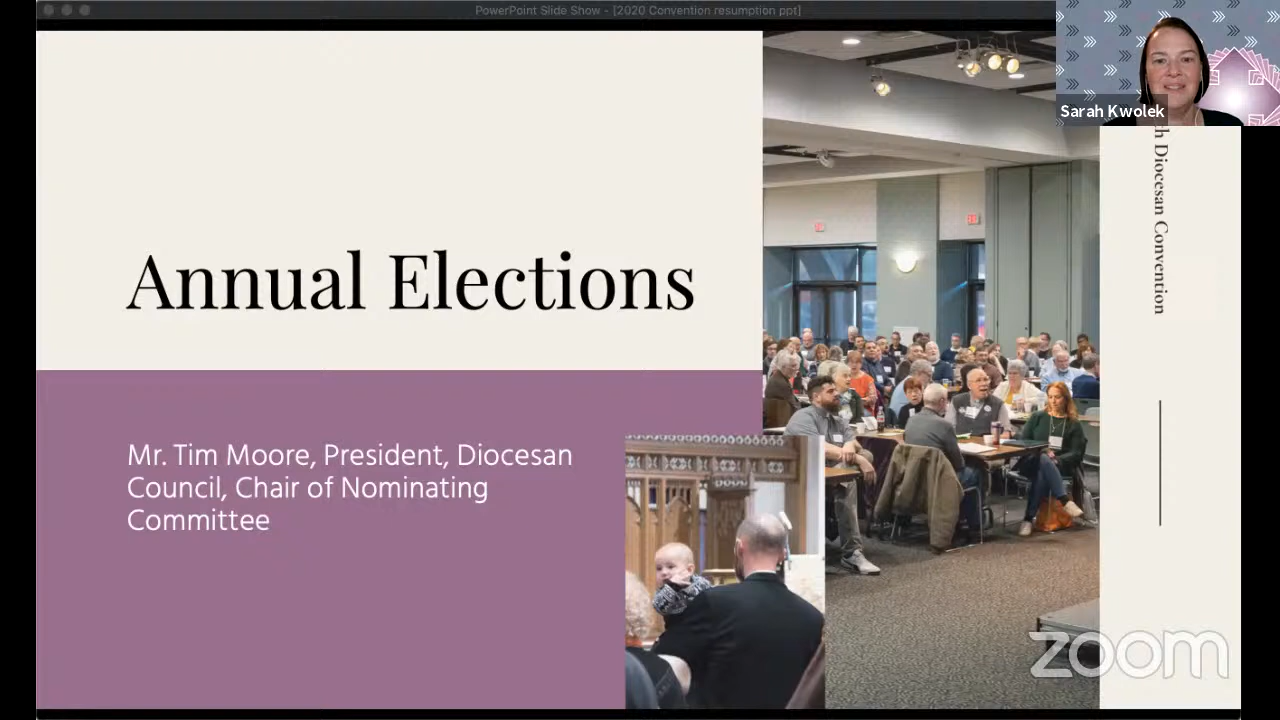 PowerPoint Slide Show - [2020 Convention resumption ppt]
Sarah Kwolek
Annual Elections
Mr. Tim Moore, President, Diocesan
Council, Chair of Nominating
Committee
Diocesan Convention
zoom